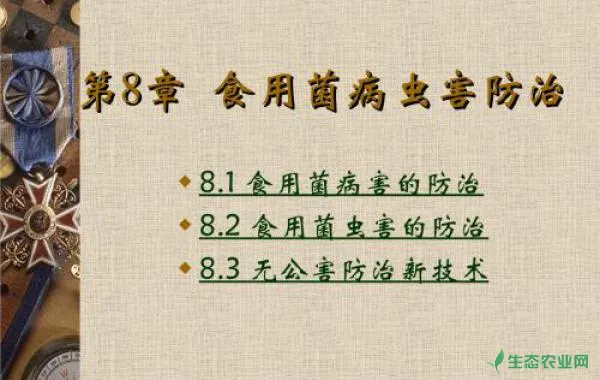 第8章 食用菌病虫害防治
8.1 食用菌病害的防治
8.2 食用菌虫害的防治
8.3 无公害防治新技术
生态农业网